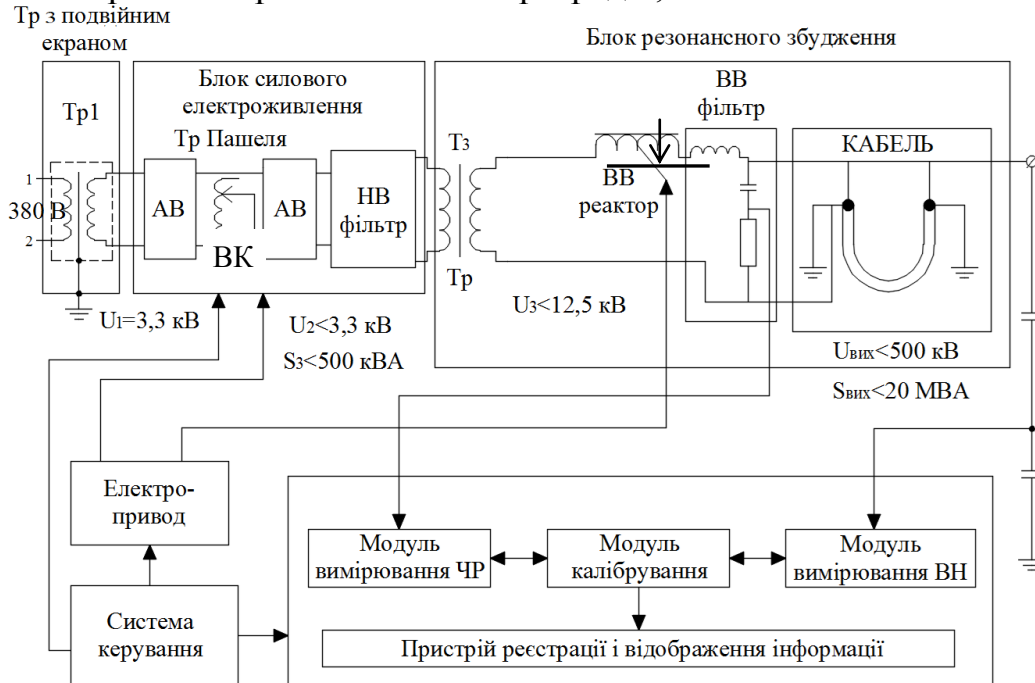 Тр з подвійним
екраном
Блок резонансного збудження
Блок силового
електроживлення
ВВ
фільтр
Тр1
Тр Пашеля
Т3
КАБЕЛЬ
1
380 В
2
АВ
АВ
НВ
фільтр
ВВ
реактор
ВК
Тр
U1=3,3 кВ
U2<3,3 кВ
S3<500 кВА
U3<12,5 кВ
Uвих<500 кВ
Sвих<20 МВА
Електро-
привод
Модуль
вимірювання ЧР
Модуль
калібрування
Модуль
вимірювання ВН
Система
керування
Пристрій реєстрації і відображення інформації